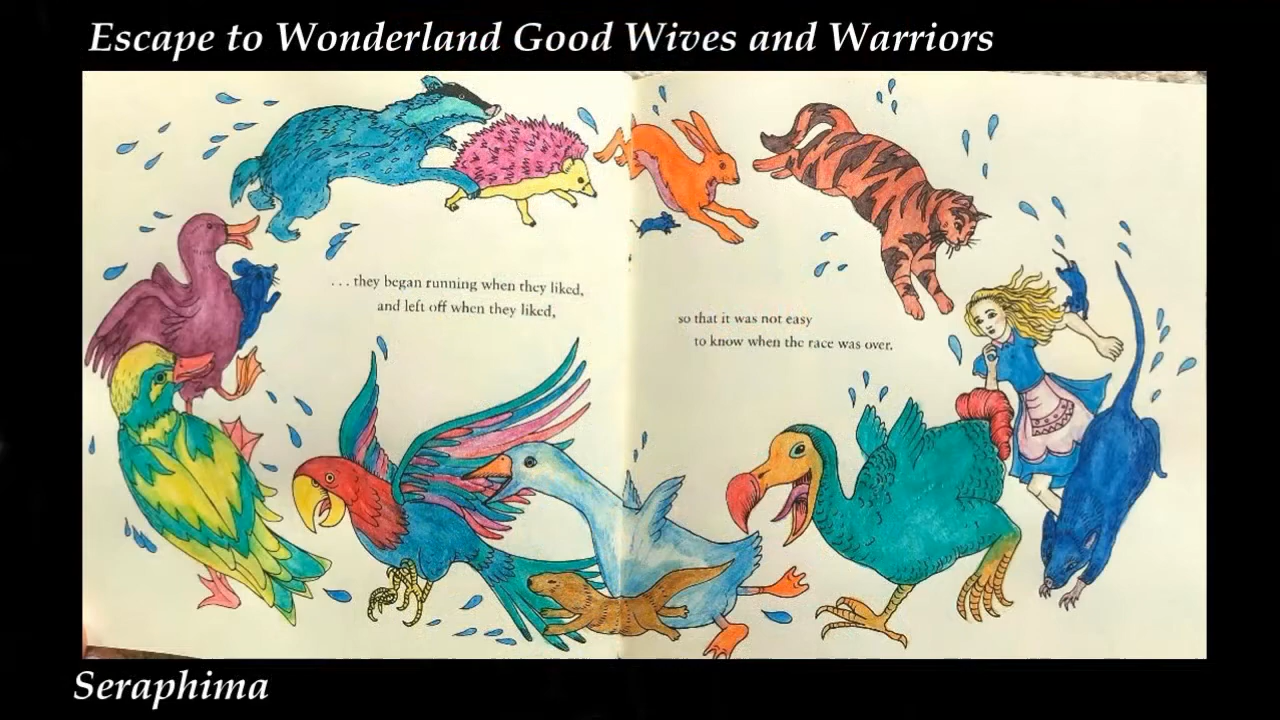 Escape to Wonderland Good Wives and Warriors
. . . they began running when they liked,
and left off when they liked,
so that it was not easy
to know when the race was over.
Seraphima